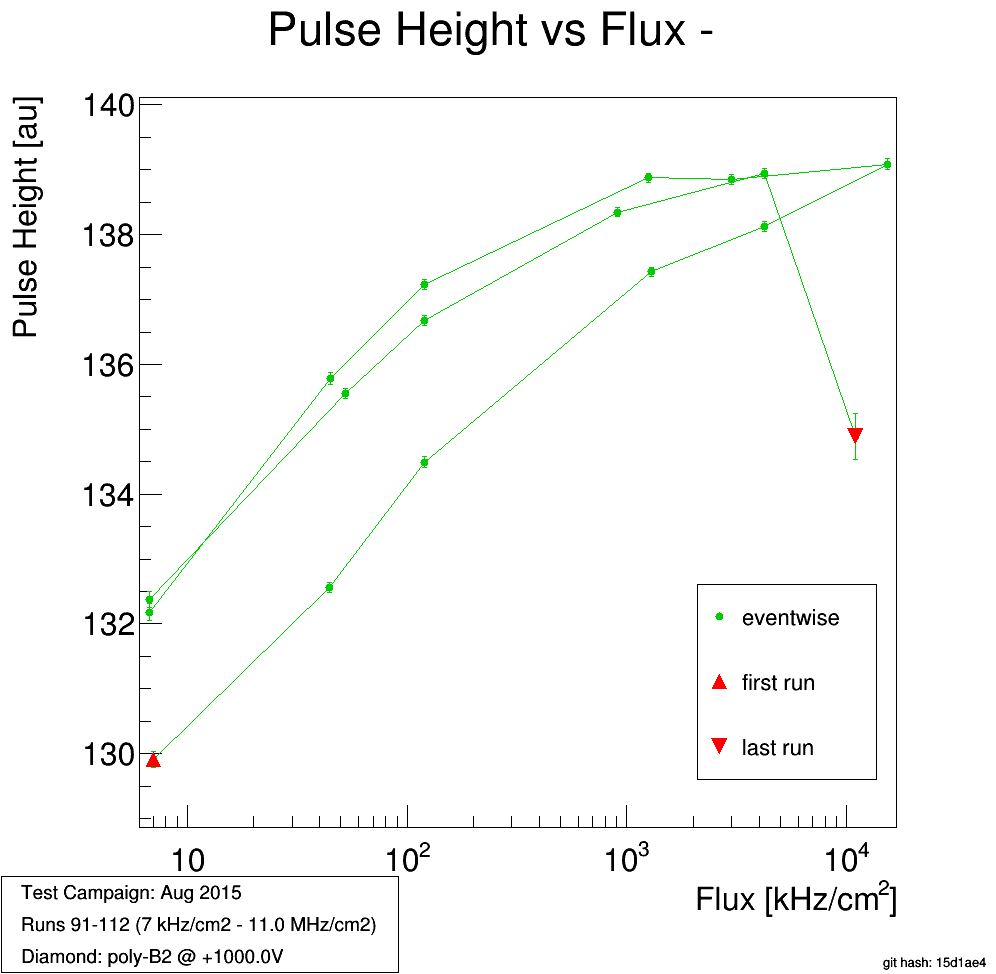 Pulse Height vs Flux -
Pulse Height [au]
140
138
136
134
132
130
10
10²
10³
10⁴
Flux [kHz/cm²]
eventwise
first run
last run
Test Campaign: Aug 2015
Runs 91-112 (7 kHz/cm2 - 11.0 MHz/cm2)
Diamond: poly-B2 @ +1000.0V
git hash: 15d1ae4